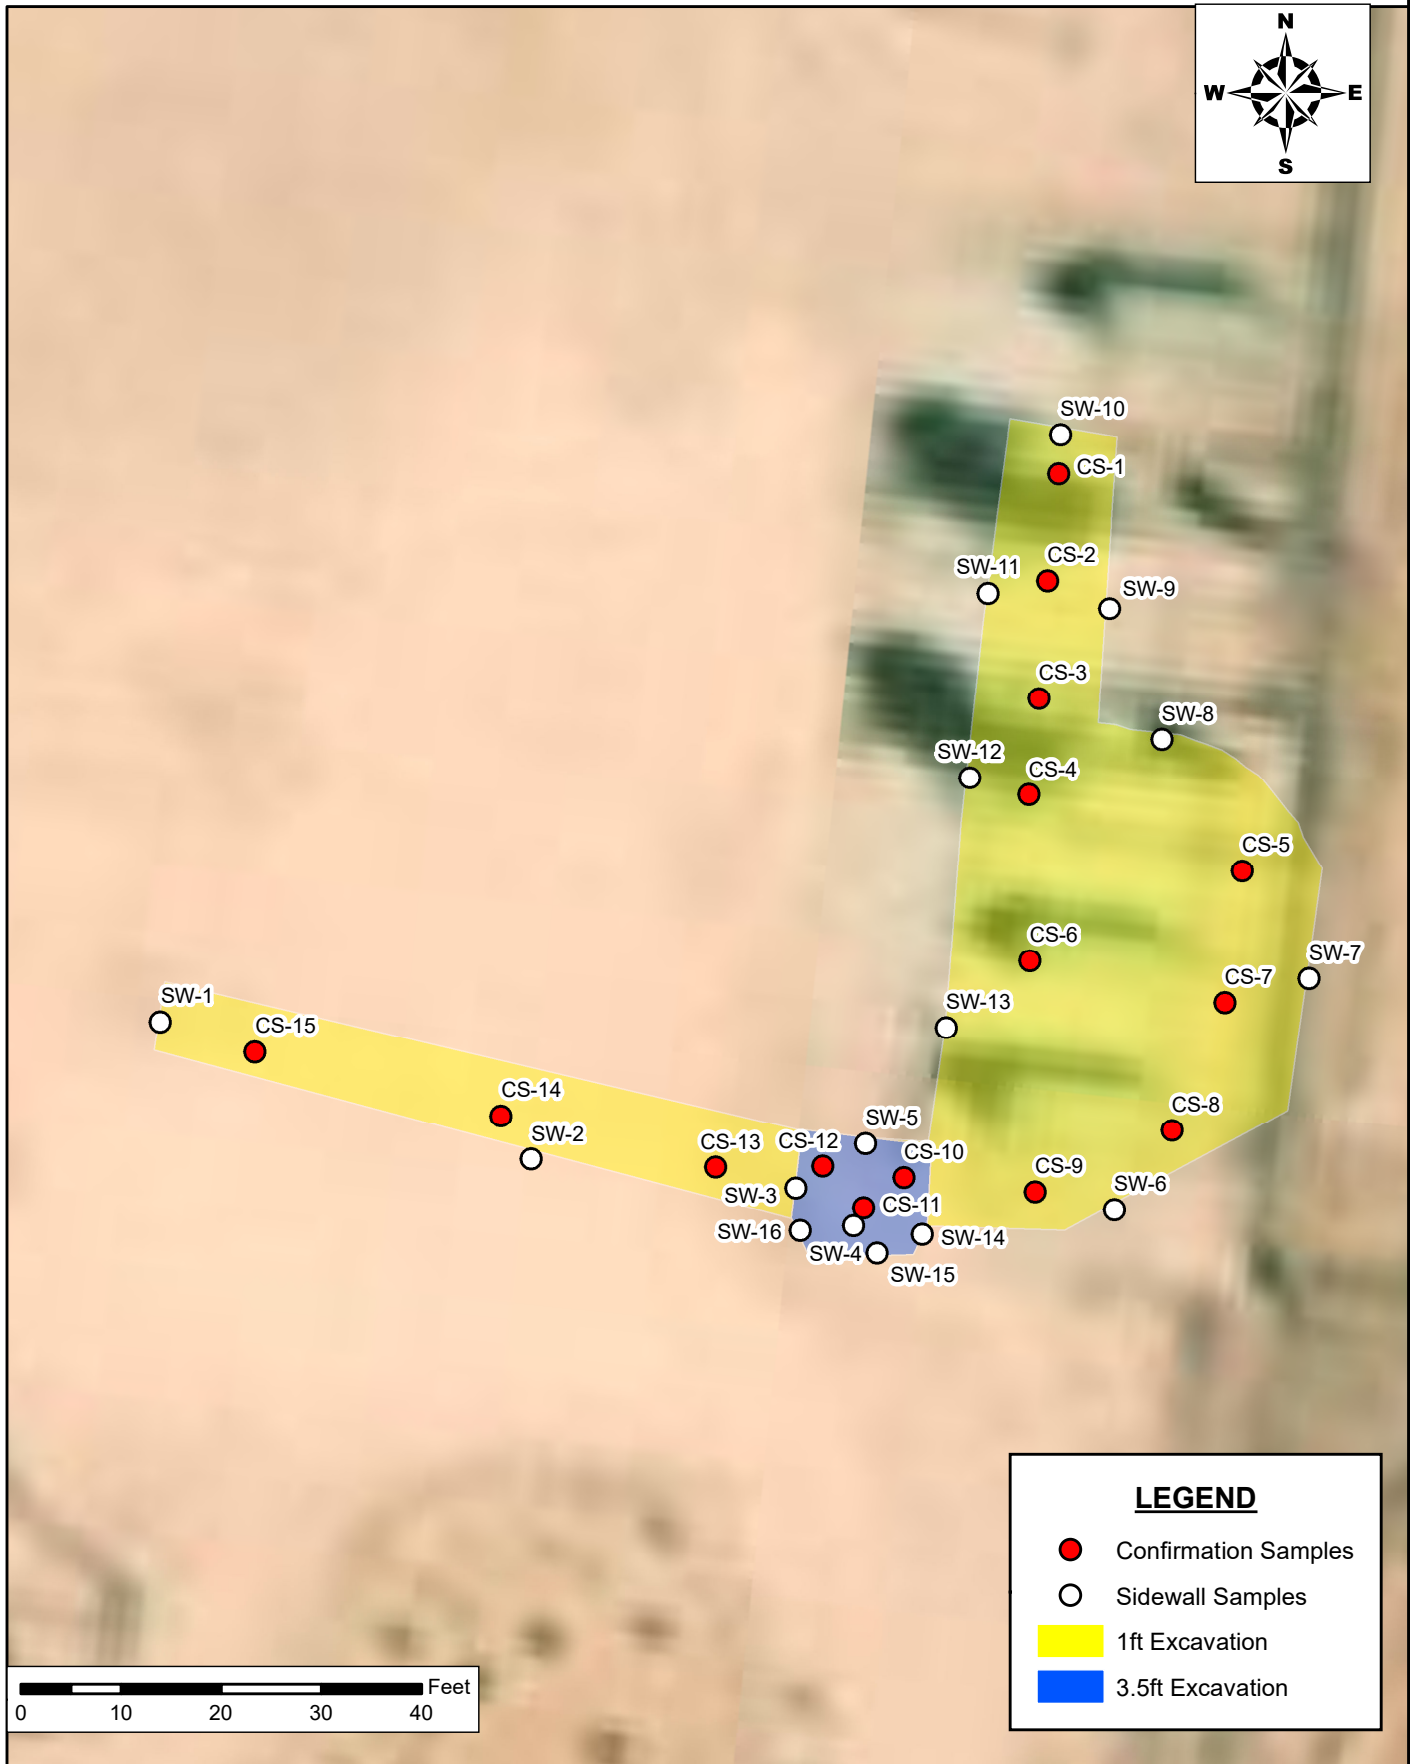 N
W E
S
SW-10
CS-1
CS-2
SW-11
SW-9
CS-3
SW-8
SW-12
CS-4
CS-5
CS-6
SW-7
CS-7
SW-13
SW-1
CS-15
CS-14
CS-8
SW-5
SW-2
CS-13
CS-12
CS-10
CS-9
SW-3
SW-6
CS-11
SW-16
SW-14
SW-4
SW-15
LEGEND
Confirmation Samples
Sidewall Samples
1ft Excavation
3.5ft Excavation
Feet
0 10 20 30 40